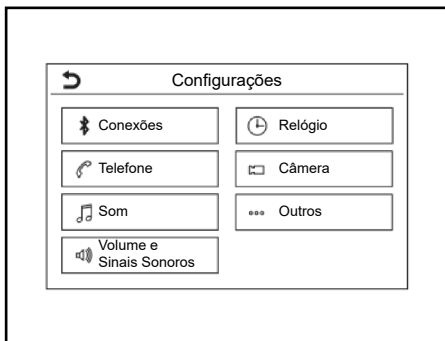 Configurações
Conexões
Relógio
Telefone
Câmera
Som
Outros
Volume e
Sinais Sonoros